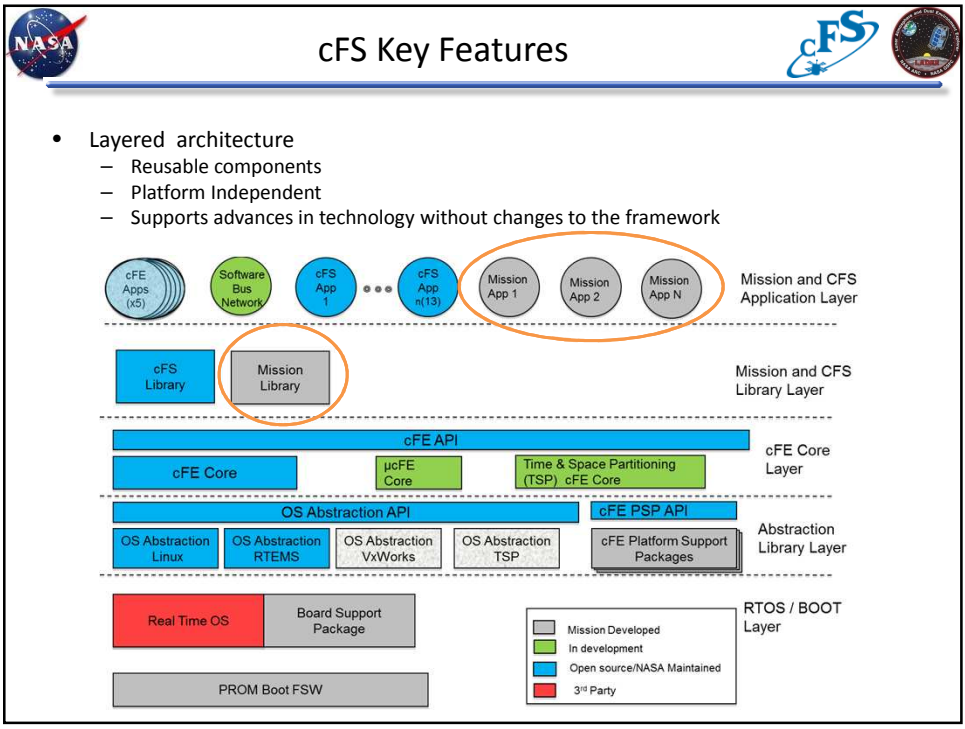 NASA
cFS Key Features
cFS
LADEE
• Layered architecture
– Reusable components
– Platform Independent
– Supports advances in technology without changes to the framework
cFE
Apps
(x5)
Software
Bus
Network
cFS
App
1
cFS
App
n(13)
Mission
App 1
Mission
App 2
Mission
App N
Mission and CFS
Application Layer
cFS
Library
Mission
Library
Mission and CFS
Library Layer
cFE API
cFE Core
µcFE
Core
Time & Space Partitioning
(TSP) cFE Core
cFE Core
Layer
OS Abstraction API
cFE PSP API
OS Abstraction
Linux
OS Abstraction
RTEMS
OS Abstraction
VxWorks
OS Abstraction
TSP
cFE Platform Support
Packages
Abstraction
Library Layer
Real Time OS
Board Support
Package
RTOS / BOOT
Layer
PROM Boot FSW
Mission Developed
In development
Open source/NASA Maintained
3rd Party